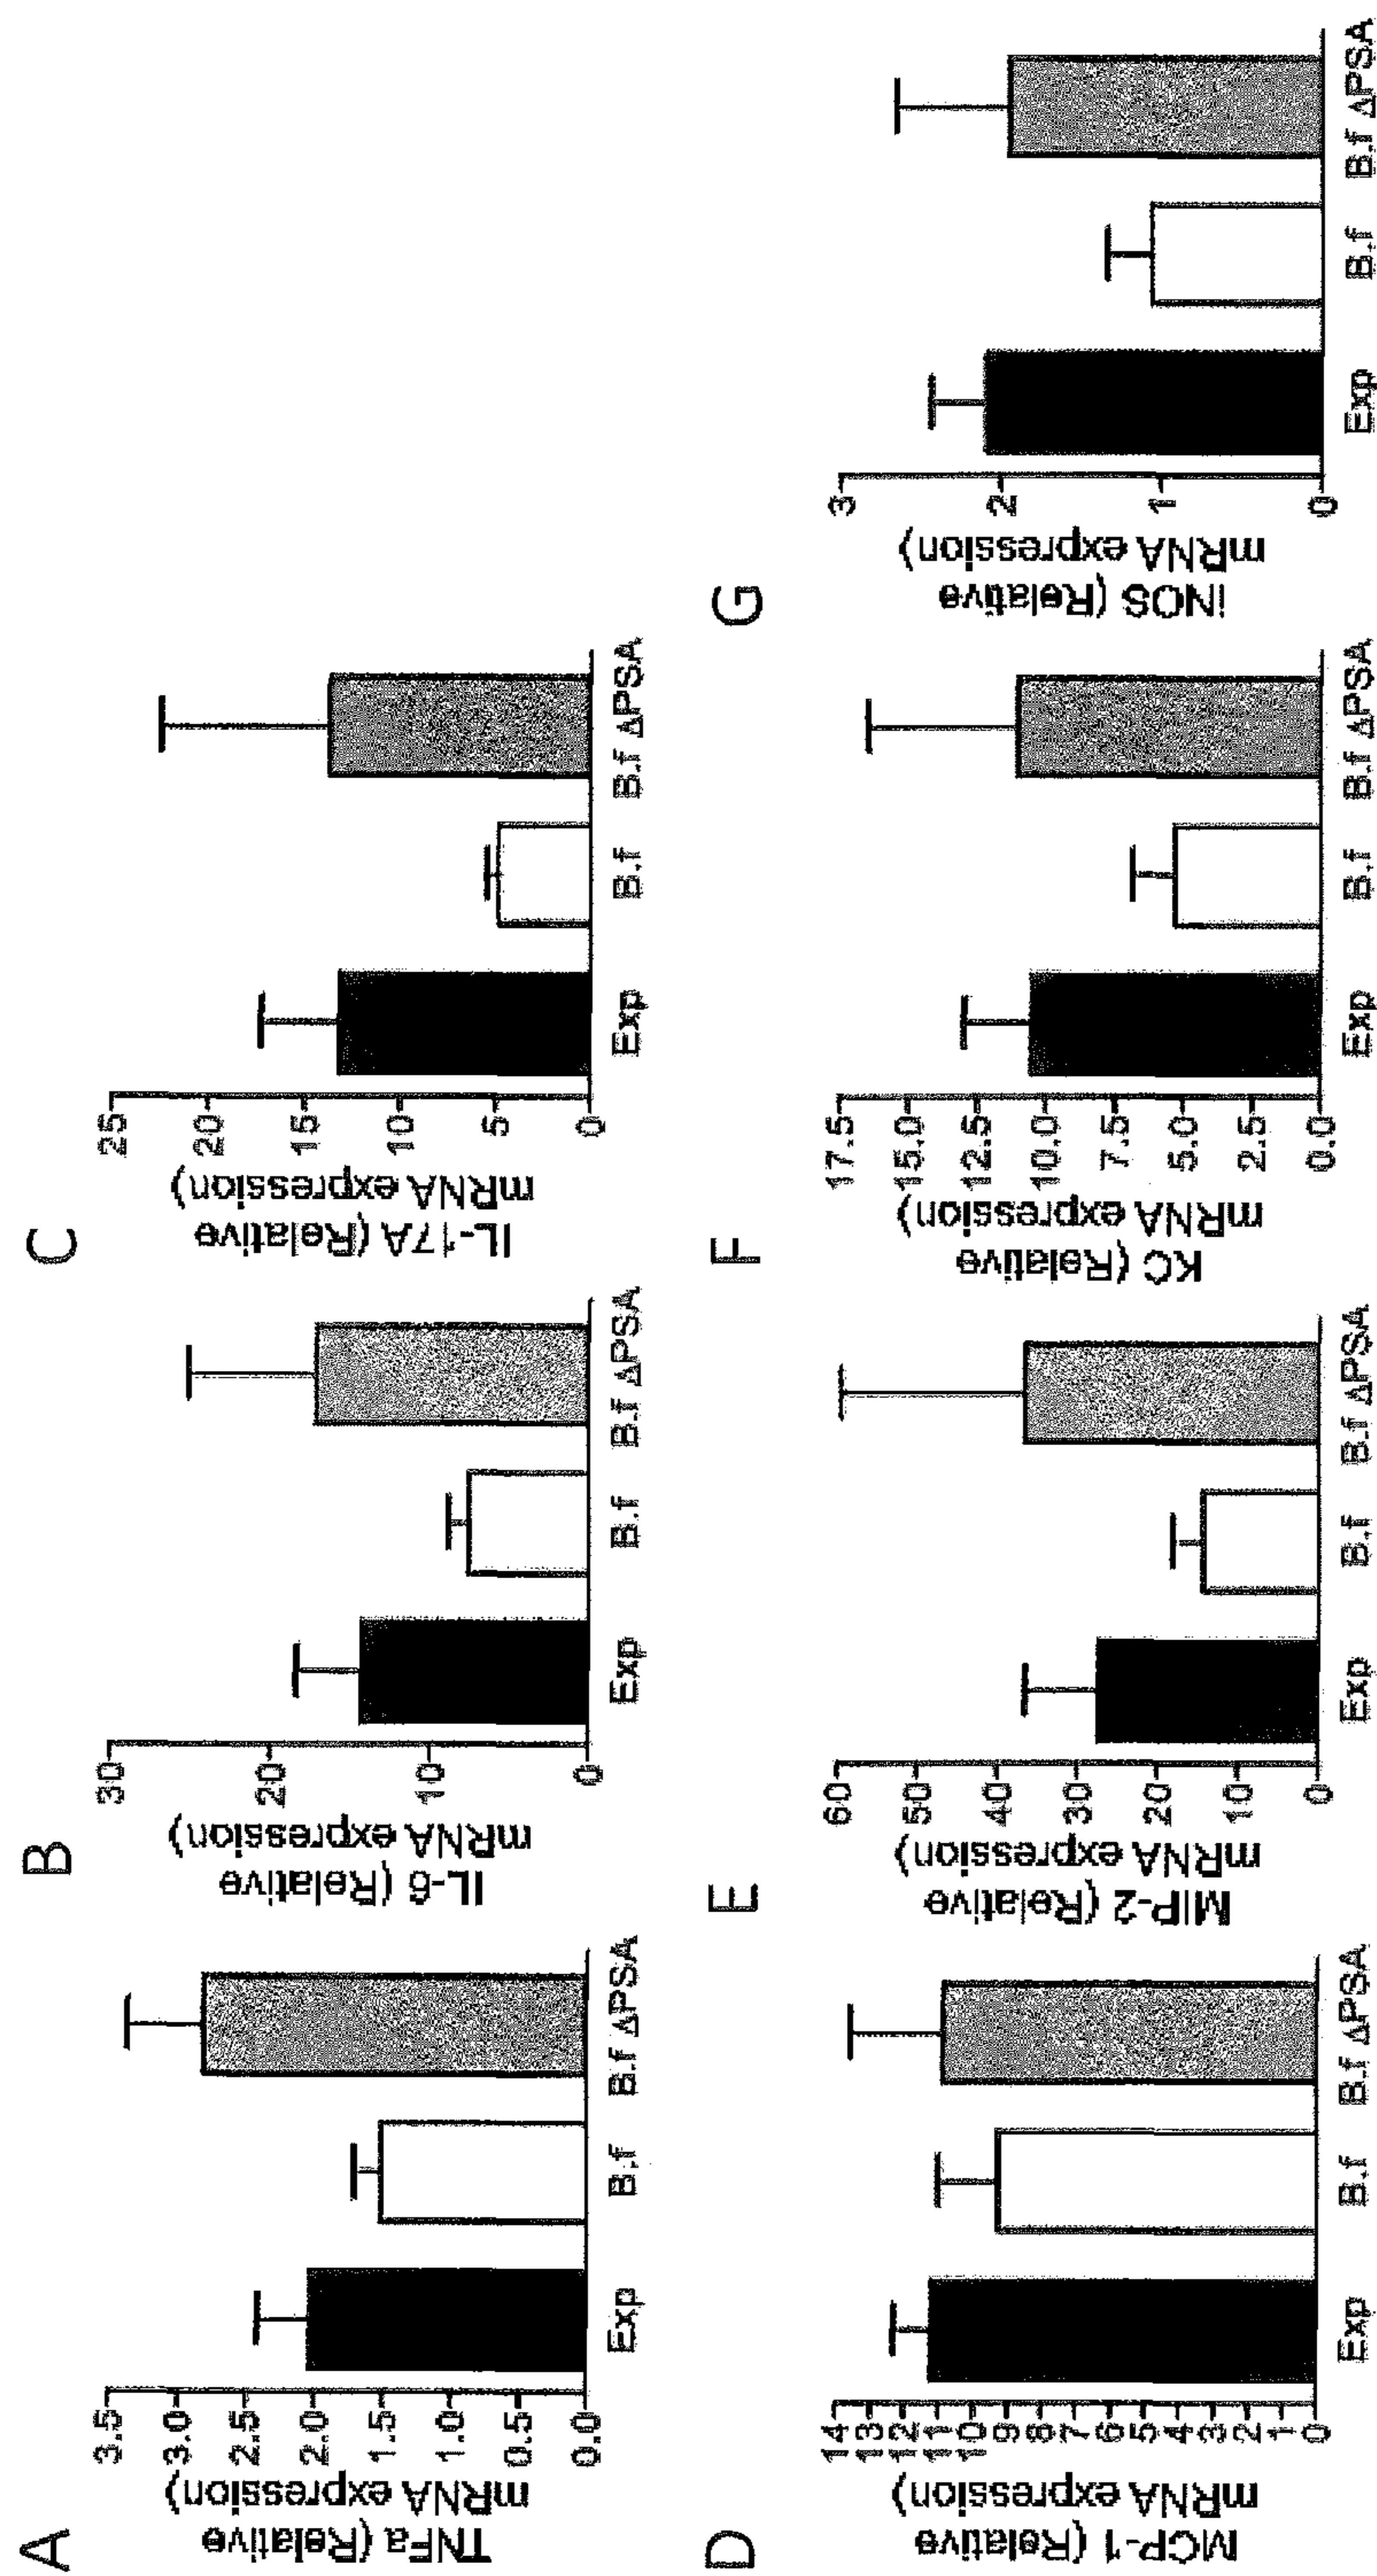 A
TNFa (Relative
mRNA expression)
3.5
3.0
2.5
2.0
1.5
1.0
0.5
0.0
Exp
B.f
B.f ΔPSA
B
IL-6 (Relative
mRNA expression)
30
20
10
0
Exp
B.f
B.f ΔPSA
C
IL-17A (Relative
mRNA expression)
25
20
15
10
5
0
Exp
B.f
B.f ΔPSA
D
MCP-1 (Relative
mRNA expression)
14
13
12
11
10
9
8
7
6
5
4
3
2
1
0
Exp
B.f
B.f ΔPSA
E
MIP-2 (Relative
mRNA expression)
60
50
40
30
20
10
0
Exp
B.f
B.f ΔPSA
F
KC (Relative
mRNA expression)
17.5
15.0
12.5
10.0
7.5
5.0
2.5
0.0
Exp
B.f
B.f ΔPSA
G
iNOS (Relative
mRNA expression)
3
2
1
0
Exp
B.f
B.f ΔPSA